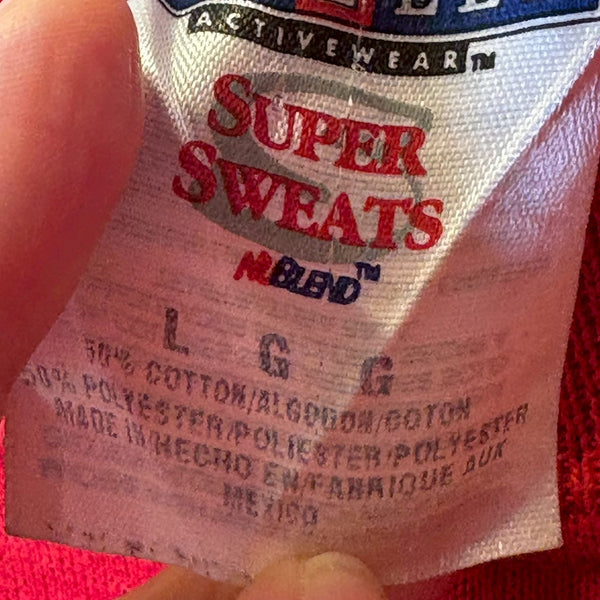 ACTIVEWEAR™
SUPER
SWEATS
NuBLEND™
L G G
50% COTTON/ALGODON/COTON
50% POLYESTER/POLIESTER/POLYESTER
MADE IN/HECHO EN/FABRIQUE AUX
MEXICO